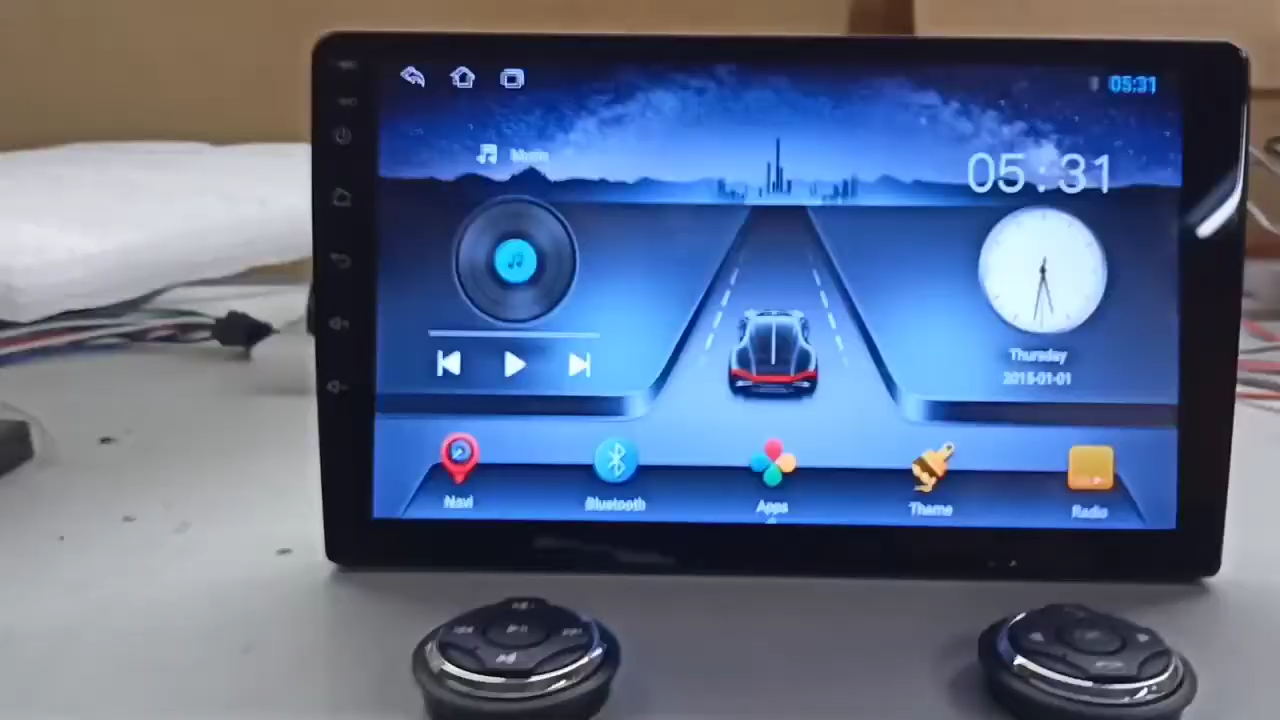 05:31
Music
05:31
Thursday
2015-01-01
Navi
Bluetooth
Apps
Theme
Radio